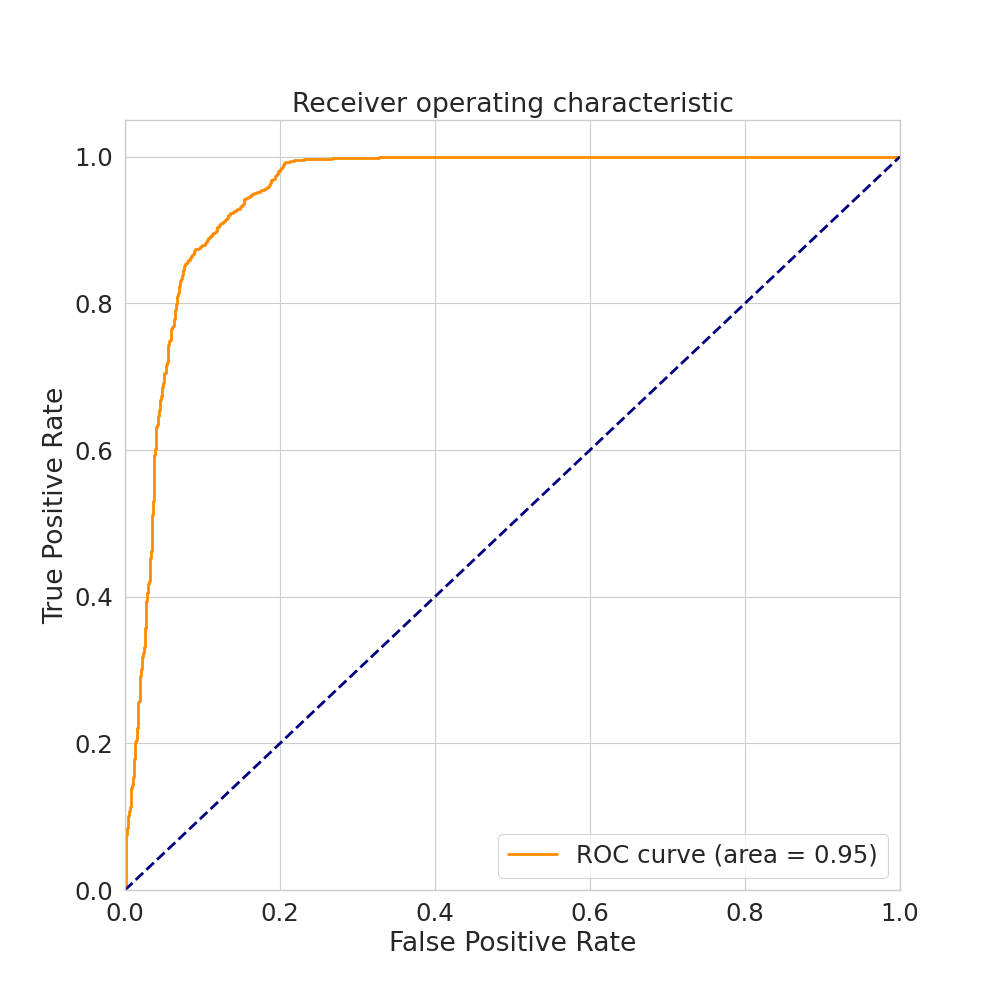 Receiver operating characteristic
1.0
0.8
0.6
0.4
0.2
0.0
True Positive Rate
ROC curve (area = 0.95)
0.0 0.2 0.4 0.6 0.8 1.0
False Positive Rate